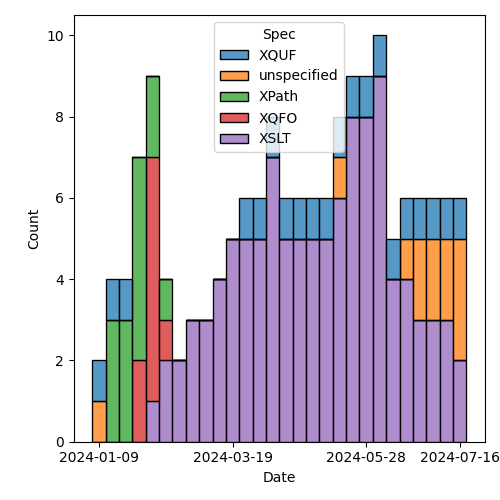 Spec
XQUF
unspecified
XPath
XQFO
XSLT
10
8
6
4
2
0
Count
2024-01-09
2024-03-19
2024-05-28
2024-07-16
Date